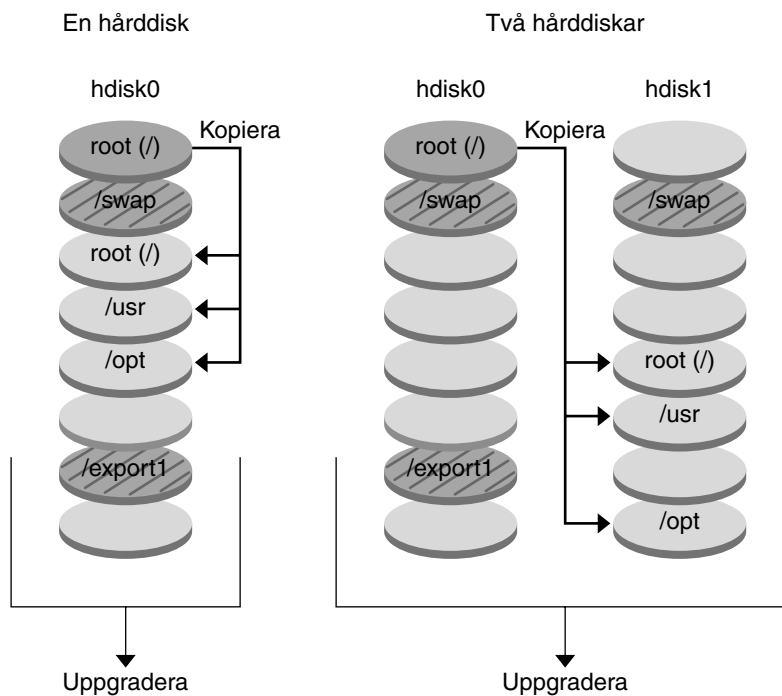 En hårddisk
hdisk0
root (/)
Kopiera
/swap
root (/)
/usr
/opt
/export1
Uppgradera
Två hårddiskar
hdisk0
hdisk1
root (/)
Kopiera
/swap
/swap
root (/)
/usr
/export1
/opt
Uppgradera